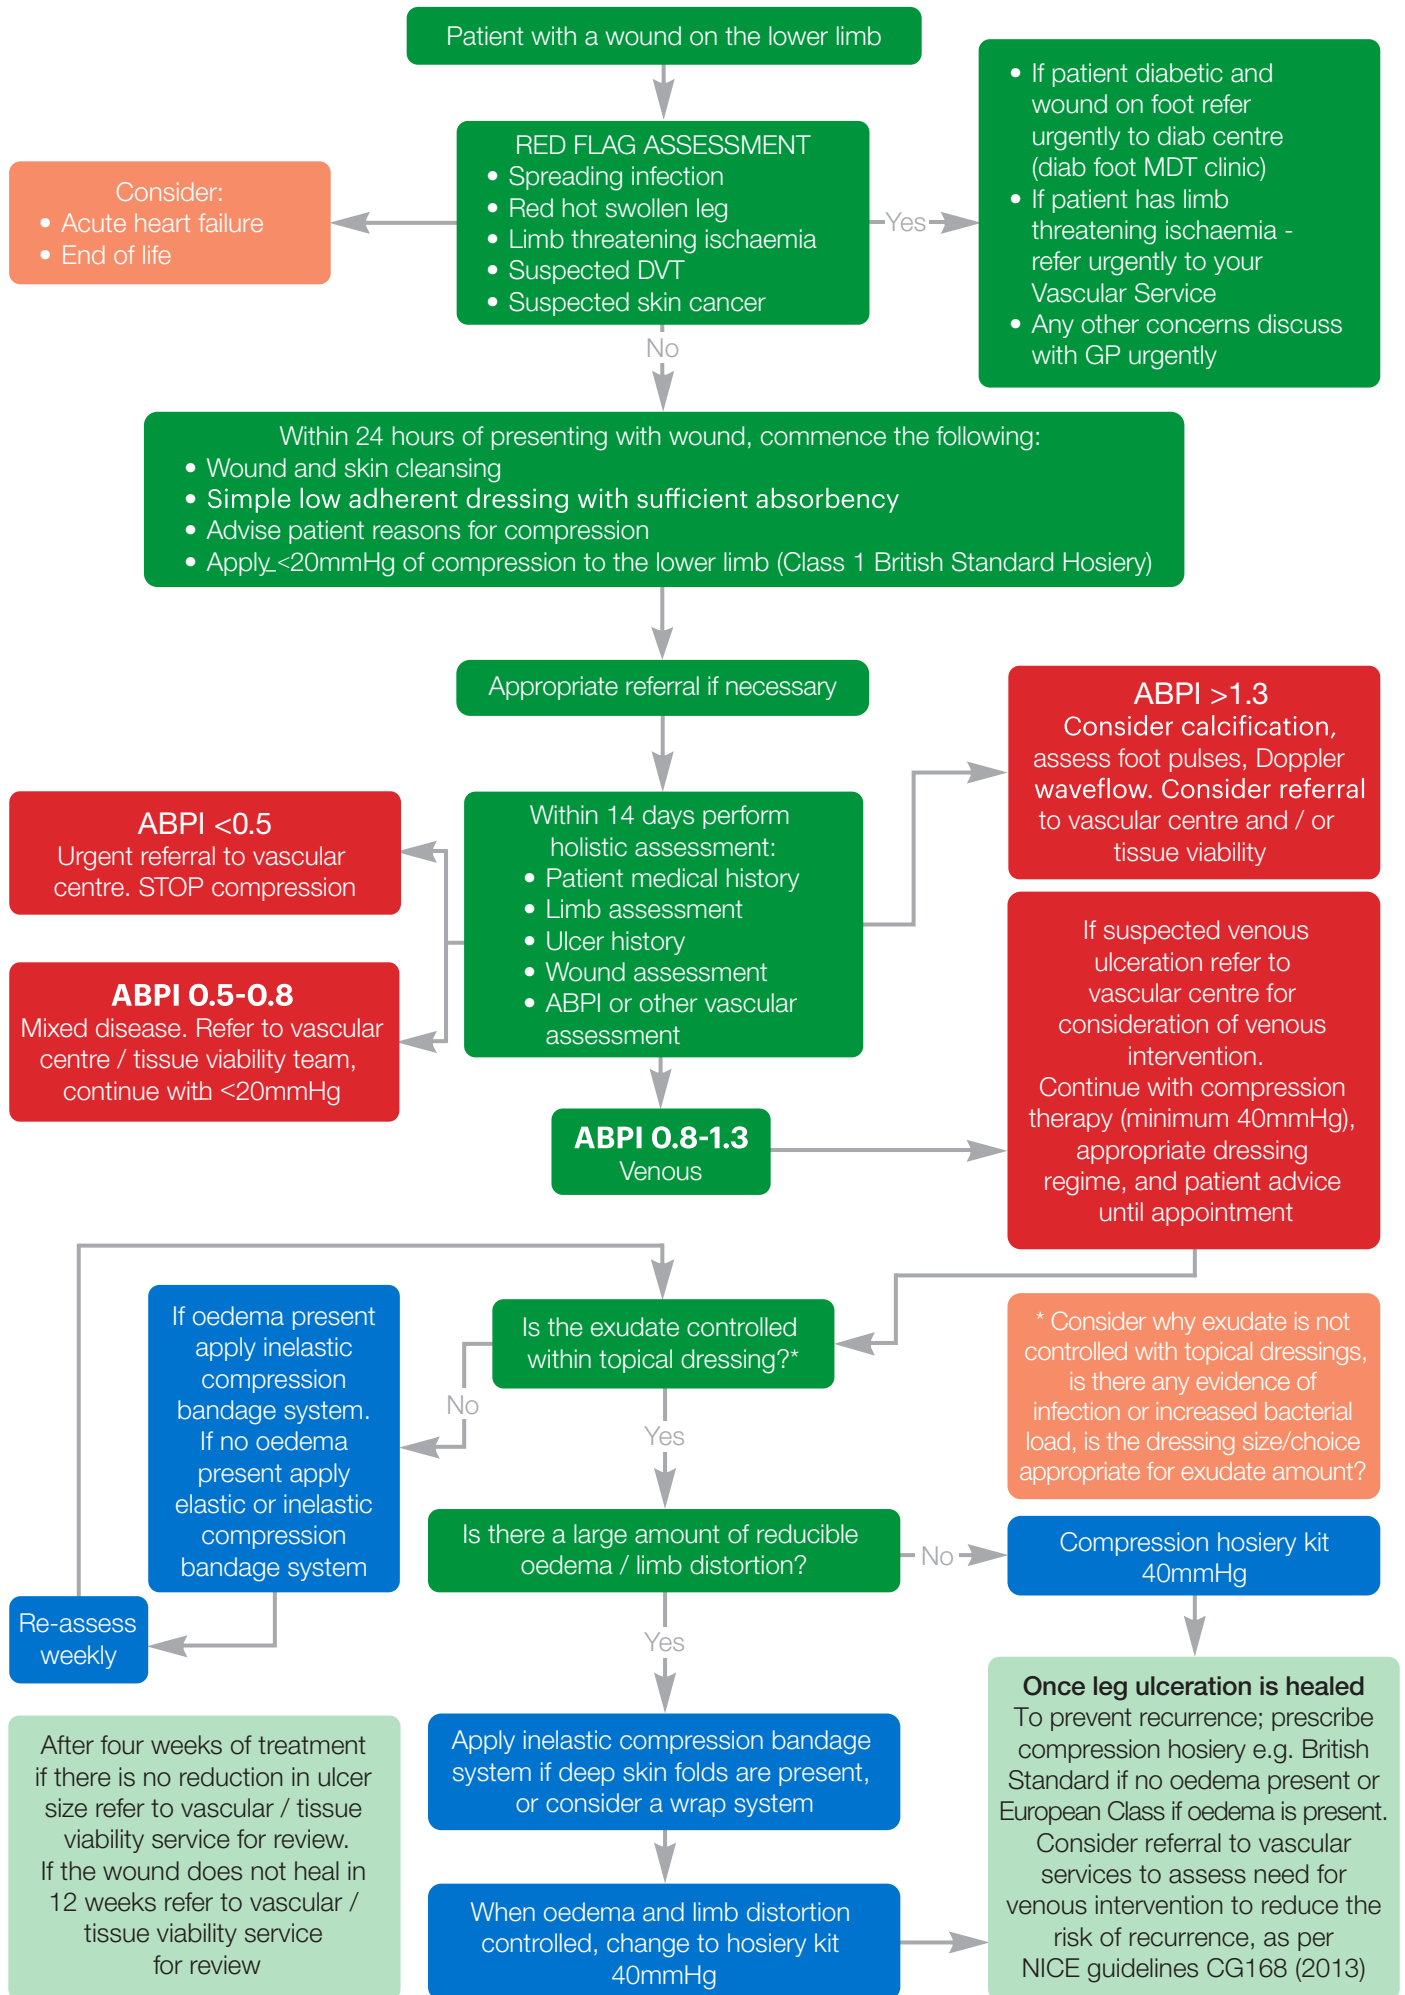 Patient with a wound on the lower limb
RED FLAG ASSESSMENT
• Spreading infection
• Red hot swollen leg
• Limb threatening ischaemia
• Suspected DVT
• Suspected skin cancer
Consider:
• Acute heart failure
• End of life
Yes
• If patient diabetic and
wound on foot refer
urgently to diab centre
(diab foot MDT clinic)
• If patient has limb
threatening ischaemia -
refer urgently to your
Vascular Service
• Any other concerns discuss
with GP urgently
No
Within 24 hours of presenting with wound, commence the following:
• Wound and skin cleansing
• Simple low adherent dressing with sufficient absorbency
• Advise patient reasons for compression
• Apply_<20mmHg of compression to the lower limb (Class 1 British Standard Hosiery)
Appropriate referral if necessary
Within 14 days perform
holistic assessment:
• Patient medical history
• Limb assessment
• Ulcer history
• Wound assessment
• ABPI or other vascular
assessment
ABPI <0.5
Urgent referral to vascular
centre. STOP compression
ABPI 0.5-0.8
Mixed disease. Refer to vascular
centre / tissue viability team,
continue with <20mmHg
ABPI >1.3
Consider calcification,
assess foot pulses, Doppler
waveflow. Consider referral
to vascular centre and / or
tissue viability
ABPI 0.8-1.3
Venous
If suspected venous
ulceration refer to
vascular centre for
consideration of venous
intervention.
Continue with compression
therapy (minimum 40mmHg),
appropriate dressing
regime, and patient advice
until appointment
Is the exudate controlled
within topical dressing?*
* Consider why exudate is not
controlled with topical dressings,
is there any evidence of
infection or increased bacterial
load, is the dressing size/choice
appropriate for exudate amount?
No
If oedema present
apply inelastic
compression
bandage system.
If no oedema
present apply
elastic or inelastic
compression
bandage system
Re-assess
weekly
Yes
Is there a large amount of reducible
oedema / limb distortion?
No
Compression hosiery kit
40mmHg
Yes
Apply inelastic compression bandage
system if deep skin folds are present,
or consider a wrap system
When oedema and limb distortion
controlled, change to hosiery kit
40mmHg
Once leg ulceration is healed
To prevent recurrence; prescribe
compression hosiery e.g. British
Standard if no oedema present or
European Class if oedema is present.
Consider referral to vascular
services to assess need for
venous intervention to reduce the
risk of recurrence, as per
NICE guidelines CG168 (2013)
After four weeks of treatment
if there is no reduction in ulcer
size refer to vascular / tissue
viability service for review.
If the wound does not heal in
12 weeks refer to vascular /
tissue viability service
for review